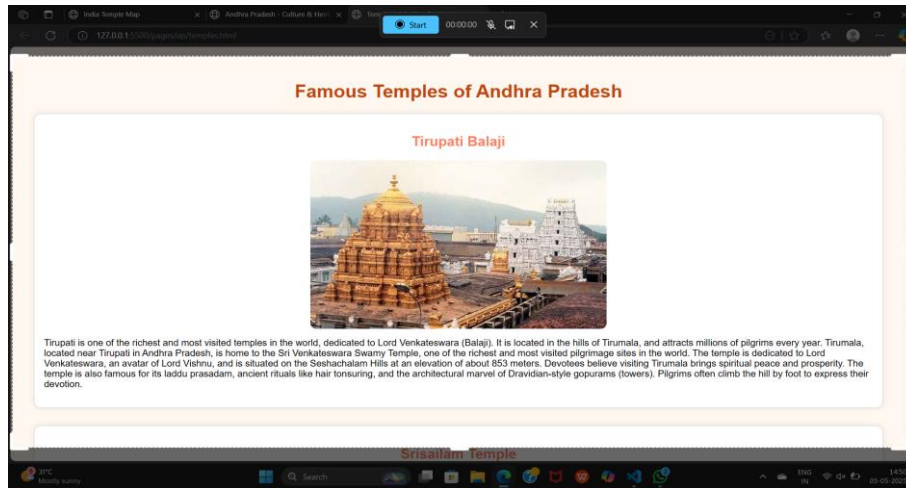 India Temple Map
Andhra Pradesh - Culture & Heri
Start 00:00:00
127.0.0.1:5500/pages/ap/temples.html
Famous Temples of Andhra Pradesh
Tirupati Balaji
Tirupati is one of the richest and most visited temples in the world, dedicated to Lord Venkateswara (Balaji). It is located in the hills of Tirumala, and attracts millions of pilgrims every year. Tirumala,
located near Tirupati in Andhra Pradesh, is home to the Sri Venkateswara Swamy Temple, one of the richest and most visited pilgrimage sites in the world. The temple is dedicated to Lord
Venkateswara, an avatar of Lord Vishnu, and is situated on the Seshachalam Hills at an elevation of about 853 meters. Devotees believe visiting Tirumala brings spiritual peace and prosperity. The
temple is also famous for its laddu prasadam, ancient rituals like hair tonsuring, and the architectural marvel of Dravidian-style gopurams (towers). Pilgrims often climb the hill by foot to express their
devotion.
Srisailam Temple
31°C
Mostly sunny
Search
ENG
IN
14:50
05-05-2025